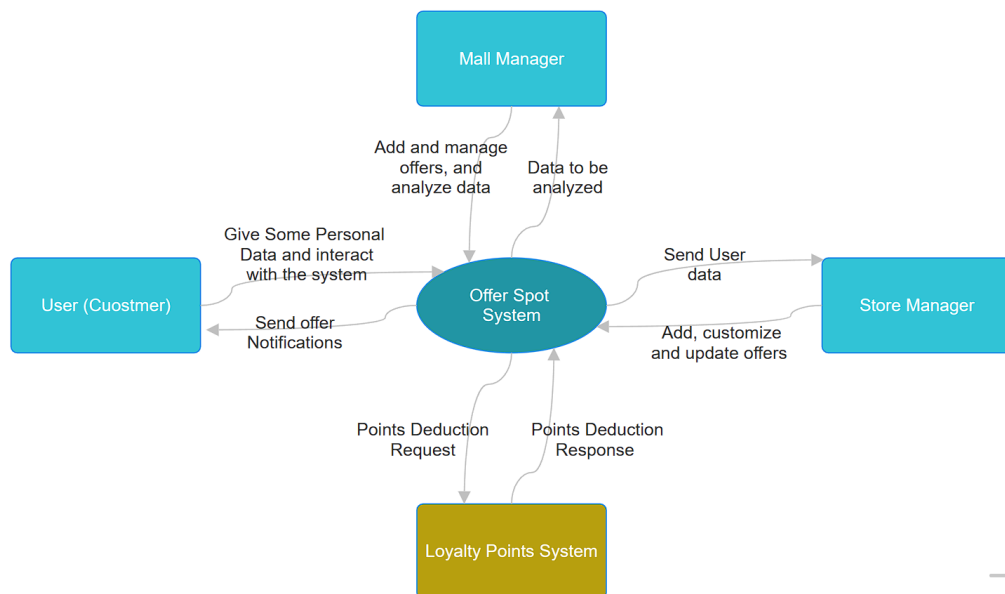 Mall Manager
Add and manage
offers, and
analyze data
Data to be
analyzed
Give Some Personal
Data and interact
with the system
Send User
data
User (Cuostmer)
Offer Spot
System
Store Manager
Send offer
Notifications
Add, customize
and update offers
Points Deduction
Request
Points Deduction
Response
Loyalty Points System